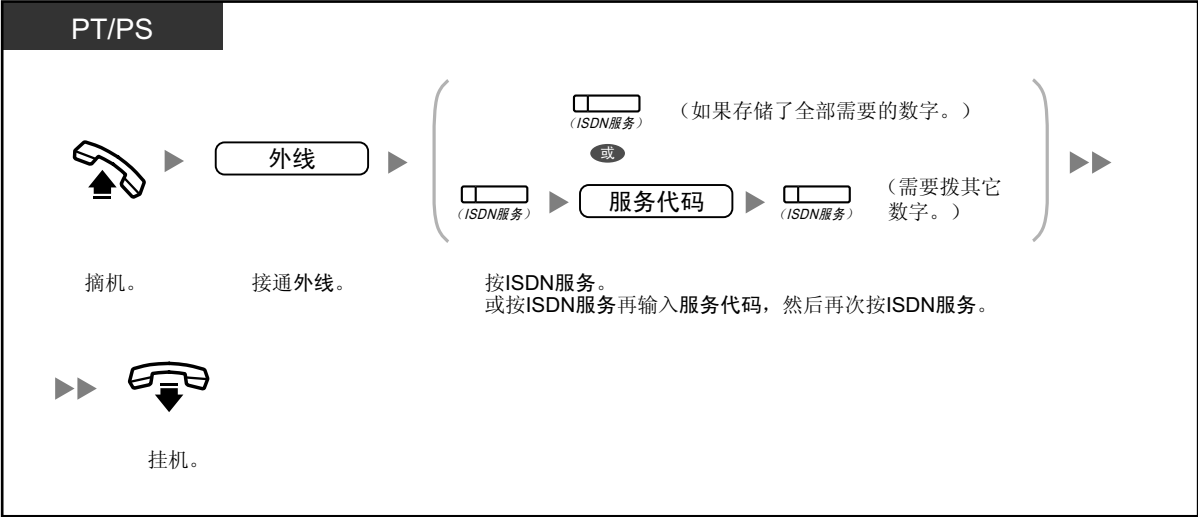 PT/PS
（如果存储了全部需要的数字。）
（ISDN服务）
或
外线
（ISDN服务）
服务代码
（ISDN服务）
（需要拨其它
数字。）
摘机。
接通外线。
按ISDN服务。
或按ISDN服务再输入服务代码，然后再次按ISDN服务。
挂机。